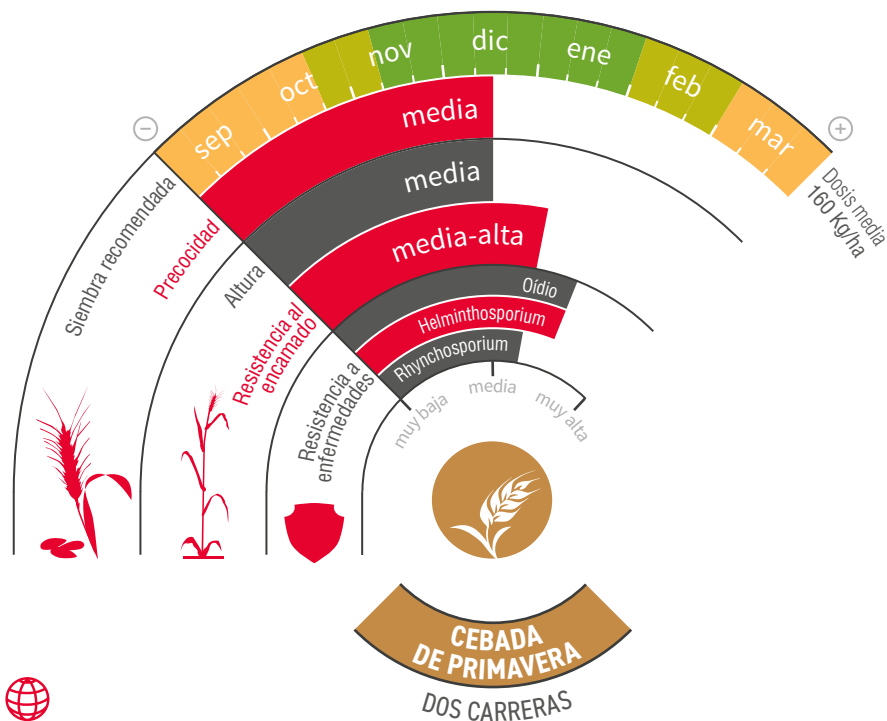 sep
oct
nov
dic
ene
feb
mar
Dosis media
160 Kg/ha
Siembra recomendada
Precocidad
media
Altura
media
Resistencia al
encamado
media-alta
Resistencia a
enfermedades
Oídio
Helminthosporium
Rhynchosporium
muy baja
media
muy alta
CEBADA
DE PRIMAVERA
DOS CARRERAS